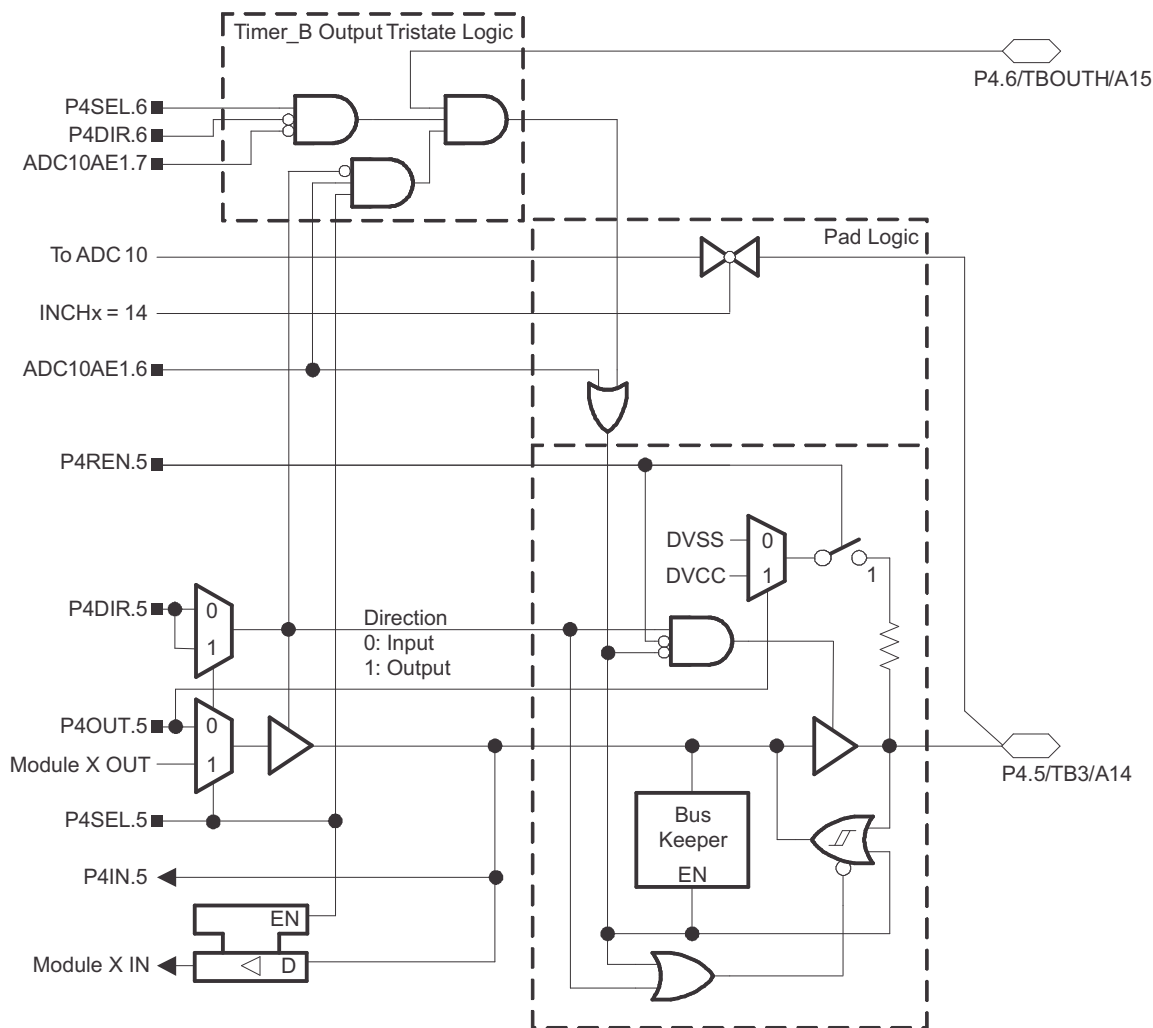 Timer_B Output Tristate Logic
P4.6/TBOUTH/A15
P4SEL.6
P4DIR.6
ADC10AE1.7
Pad Logic
To ADC 10
INCHx = 14
ADC10AE1.6
P4REN.5
DVSS
0
DVCC
1
1
P4DIR.5
0
1
Direction
0: Input
1: Output
P4OUT.5
0
Module X OUT
1
P4.5/TB3/A14
P4SEL.5
Bus
Keeper
EN
P4IN.5
EN
Module X IN
D